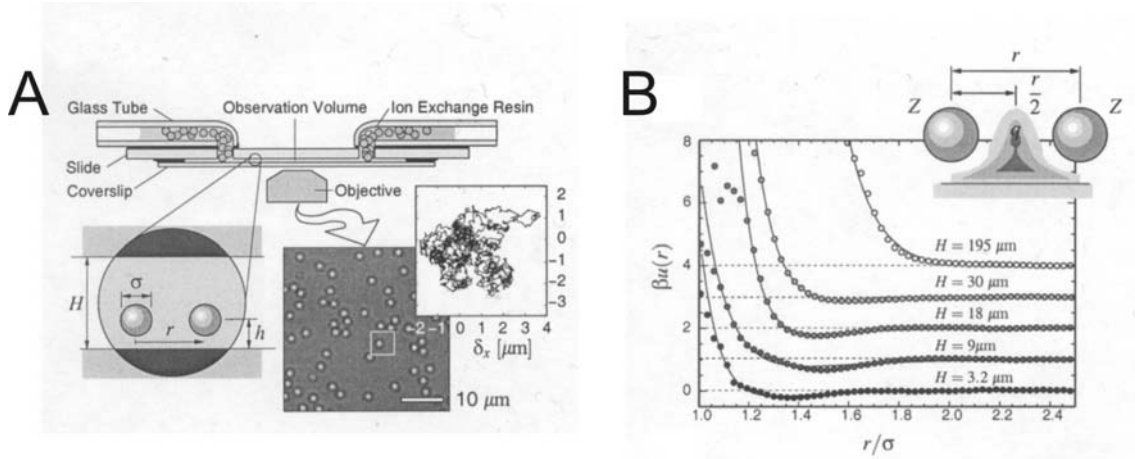 A
Glass Tube
Observation Volume
Ion Exchange Resin
Slide
Coverslip
Objective
σ
H
r
h
2
1
0
−1
−2
−3
−2 −1 0 1 2 3 4
δx [μm]
10 μm
B
r
r/2
Z
q
Z
8
6
4
2
0
βu(r)
H = 195 μm
H = 30 μm
H = 18 μm
H = 9μm
H = 3.2 μm
1.0 1.2 1.4 1.6 1.8 2.0 2.2 2.4
r/σ